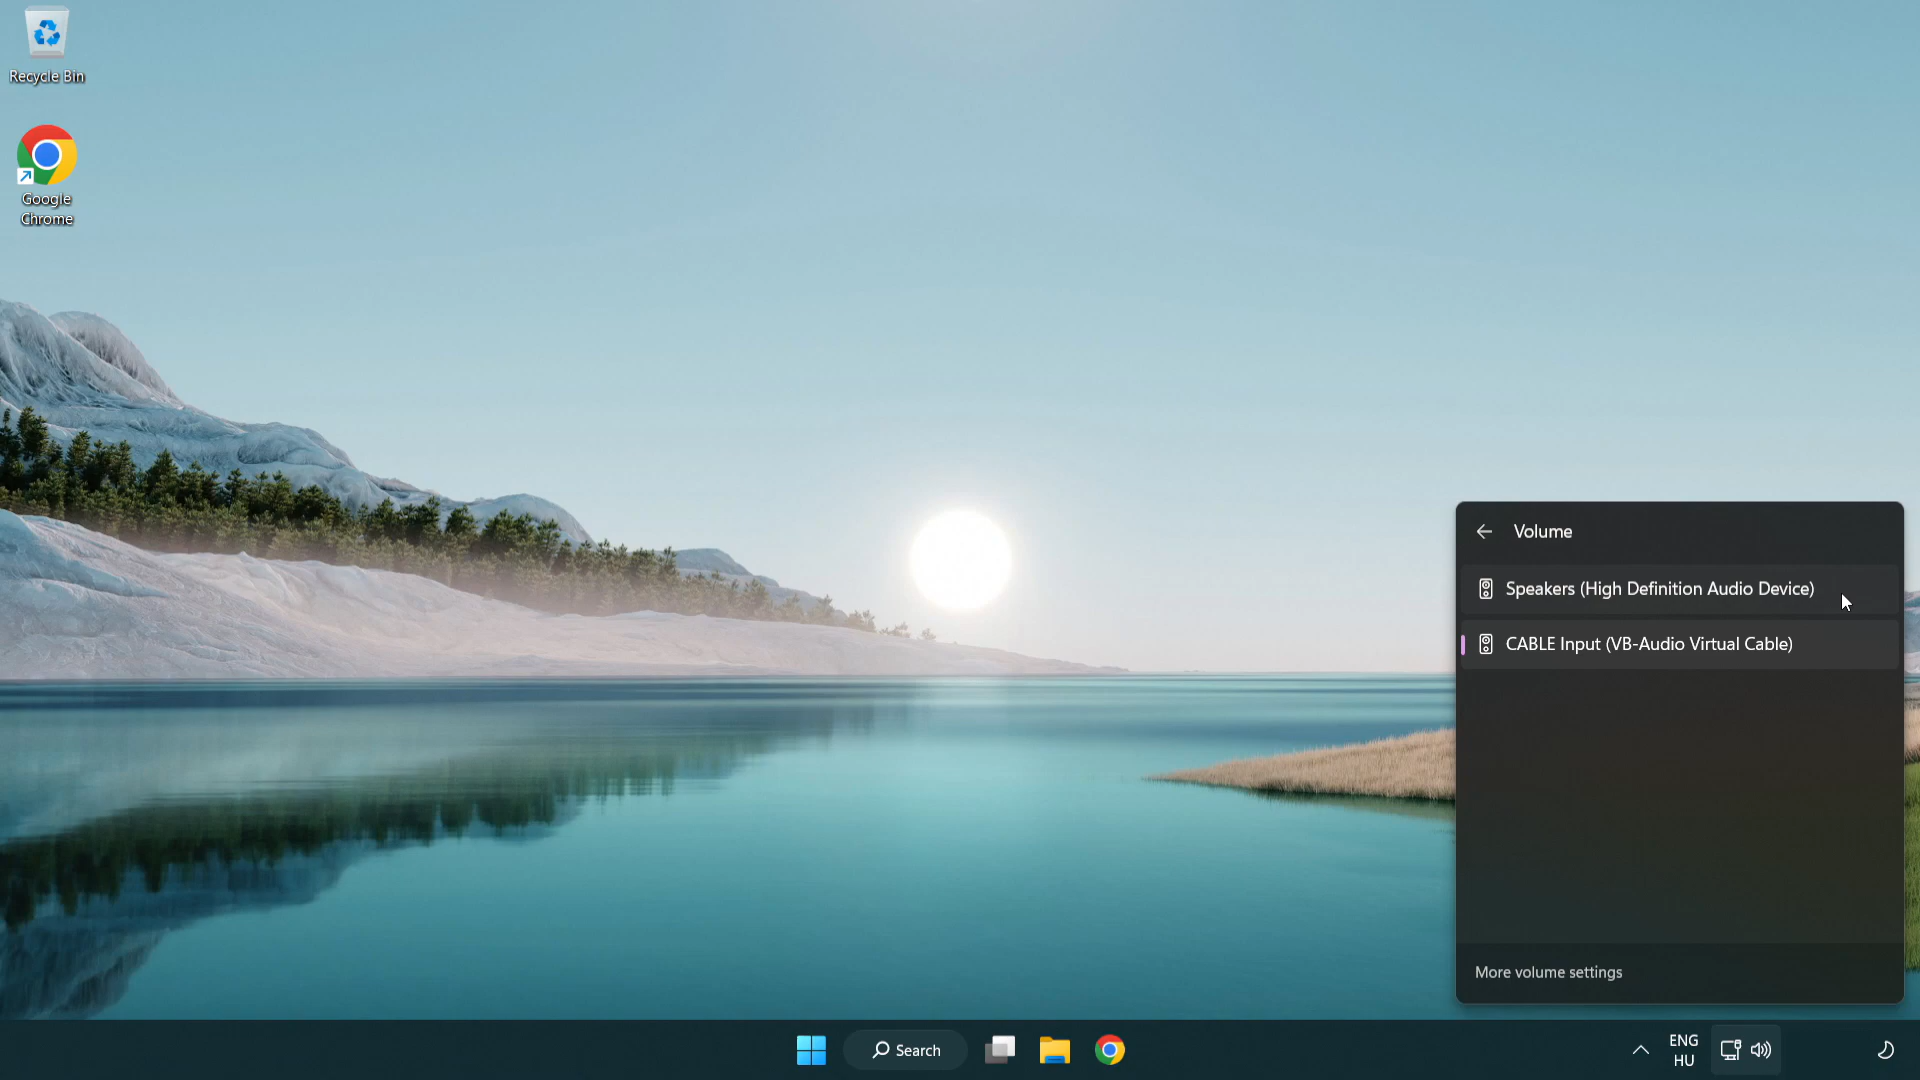 Recycle Bin
Google
Chrome
Volume
Speakers (High Definition Audio Device)
CABLE Input (VB-Audio Virtual Cable)
More volume settings
Search
ENG
HU